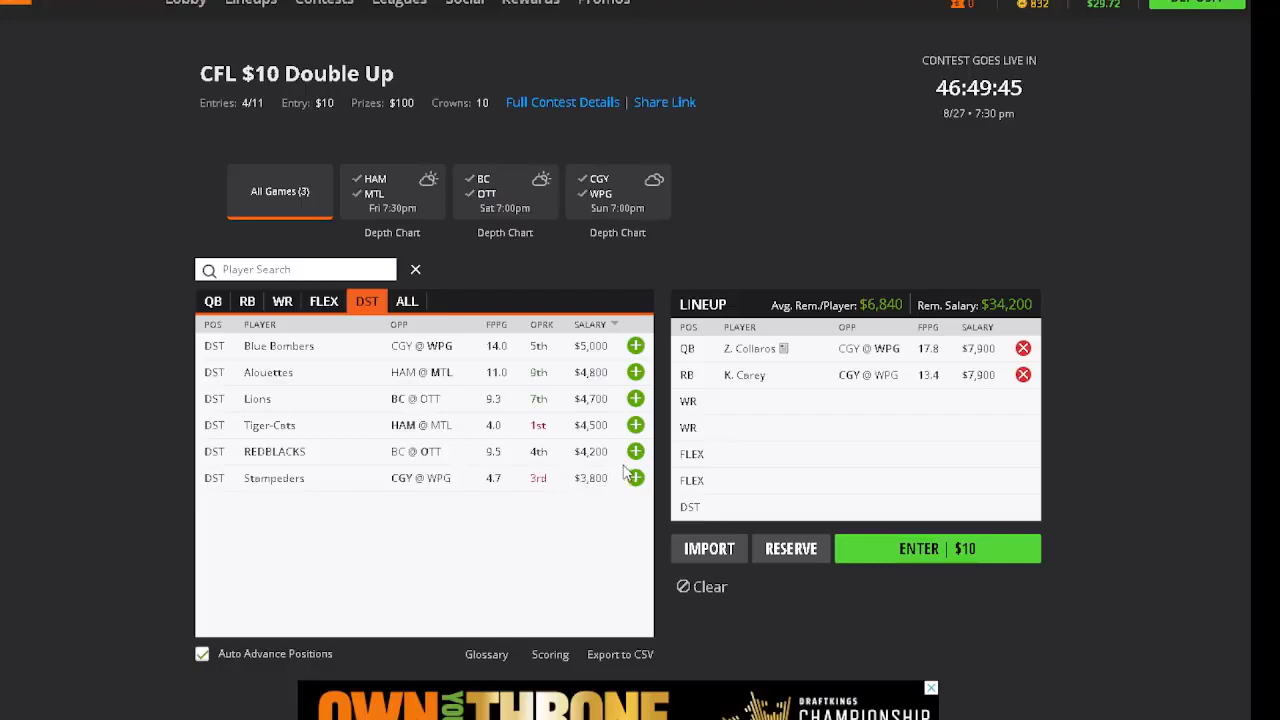 Lobby Lineups Contests Leagues Social Rewards Promos 0 832 $29.72 DEPOSIT
CFL $10 Double Up
Entries: 4/11 Entry: $10 Prizes: $100 Crowns: 10 Full Contest Details | Share Link
CONTEST GOES LIVE IN
46:49:45
8/27 • 7:30 pm
All Games (3)
HAM
MTL
Fri 7:30pm
Depth Chart
BC
OTT
Sat 7:00pm
Depth Chart
CGY
WPG
Sun 7:00pm
Depth Chart
Player Search
QB RB WR FLEX DST ALL
POS PLAYER OPP FPPG OPRK SALARY
DST Blue Bombers CGY @ WPG 14.0 5th $5,000
DST Alouettes HAM @ MTL 11.0 9th $4,800
DST Lions BC @ OTT 9.3 7th $4,700
DST Tiger-Cats HAM @ MTL 4.0 1st $4,500
DST REDBLACKS BC @ OTT 9.5 4th $4,200
DST Stampeders CGY @ WPG 4.7 3rd $3,800
LINEUP Avg. Rem./Player: $6,840 Rem. Salary: $34,200
POS PLAYER OPP FPPG SALARY
QB Z. Collaros CGY @ WPG 17.8 $7,900
RB K. Carey CGY @ WPG 13.4 $7,900
WR
WR
FLEX
FLEX
DST
IMPORT RESERVE ENTER | $10
Clear
Auto Advance Positions Glossary Scoring Export to CSV
OWN YOUR THRONE
DRAFTKINGS
CHAMPIONSHIP